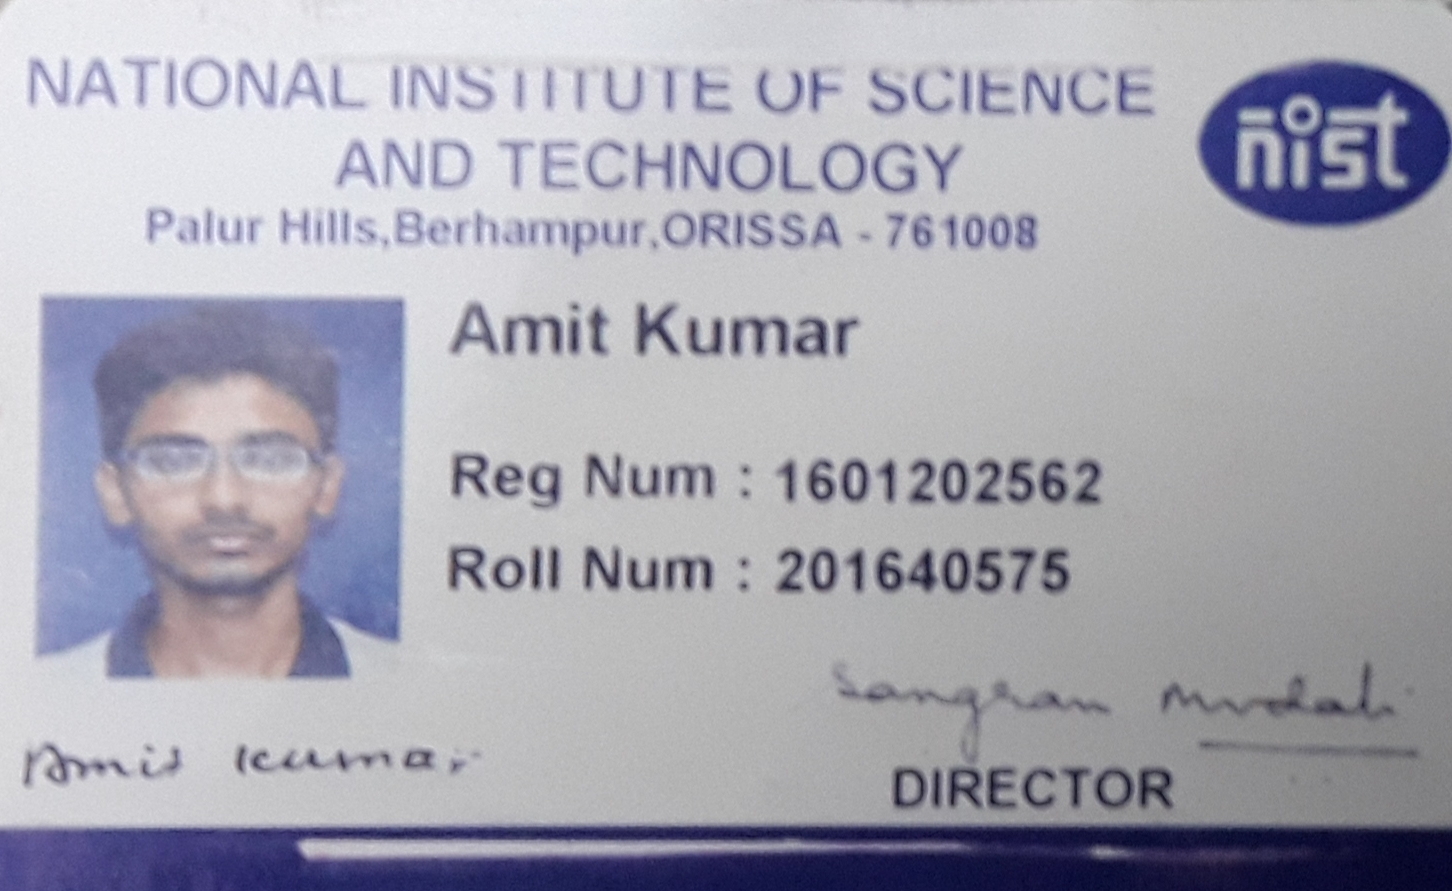 NATIONAL INSTITUTE OF SCIENCE
AND TECHNOLOGY
nist
Palur Hills,Berhampur,ORISSA - 761008
Amit Kumar
Reg Num : 1601202562
Roll Num : 201640575
Sangram Mudali
Amit Kumar
DIRECTOR